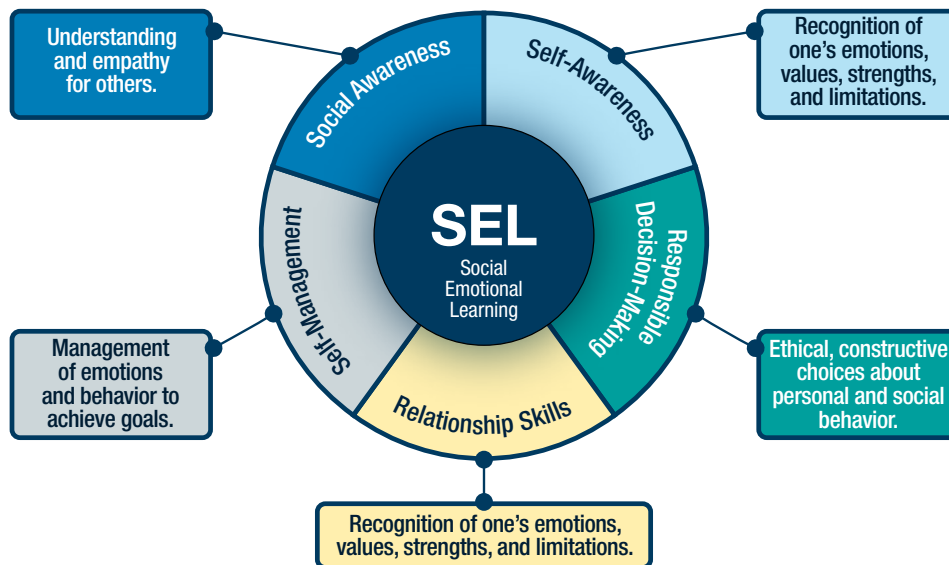 Understanding
and empathy
for others.
Social Awareness
Self-Awareness
Recognition of
one's emotions,
values, strengths,
and limitations.
SEL
Social
Emotional
Learning
Self-Management
Responsible
Decision-Making
Relationship Skills
Management
of emotions
and behavior to
achieve goals.
Ethical, constructive
choices about
personal and social
behavior.
Recognition of one's emotions,
values, strengths, and limitations.